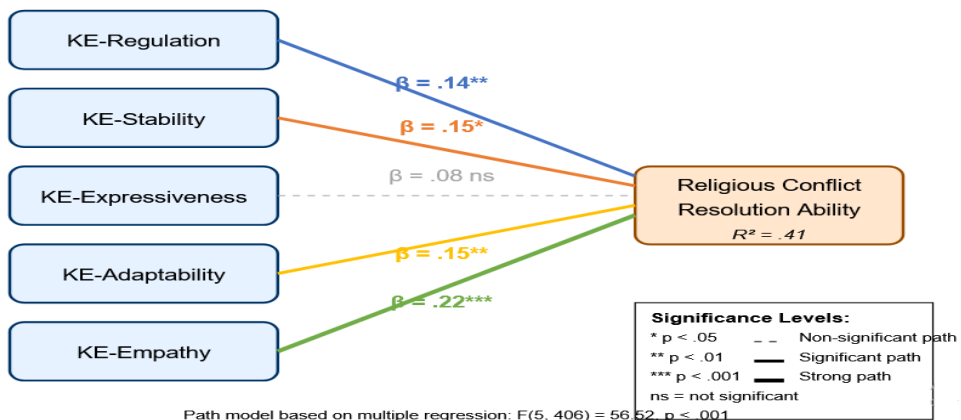 KE-Regulation
β = .14**
KE-Stability
β = .15*
β = .08 ns
KE-Expressiveness
Religious Conflict
Resolution Ability
R² = .41
β = .15**
KE-Adaptability
β = .22***
KE-Empathy
Significance Levels:
* p < .05 Non-significant path
** p < .01 Significant path
*** p < .001 Strong path
ns = not significant
Path model based on multiple regression: F(5, 406) = 56.52, p < .001